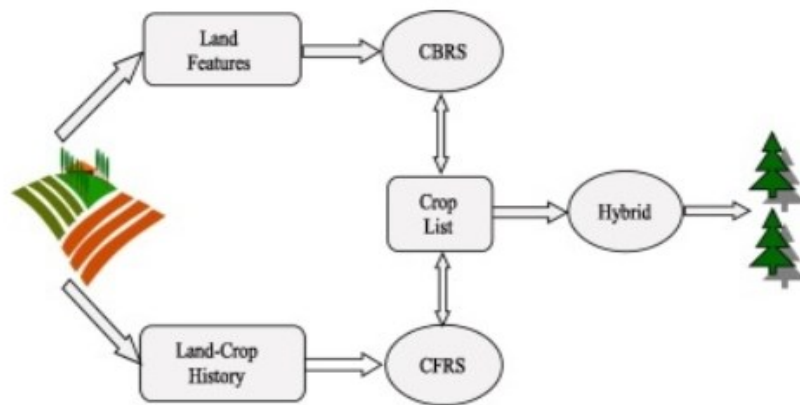 Land
Features
CBRS
Crop
List
Hybrid
Land-Crop
History
CFRS